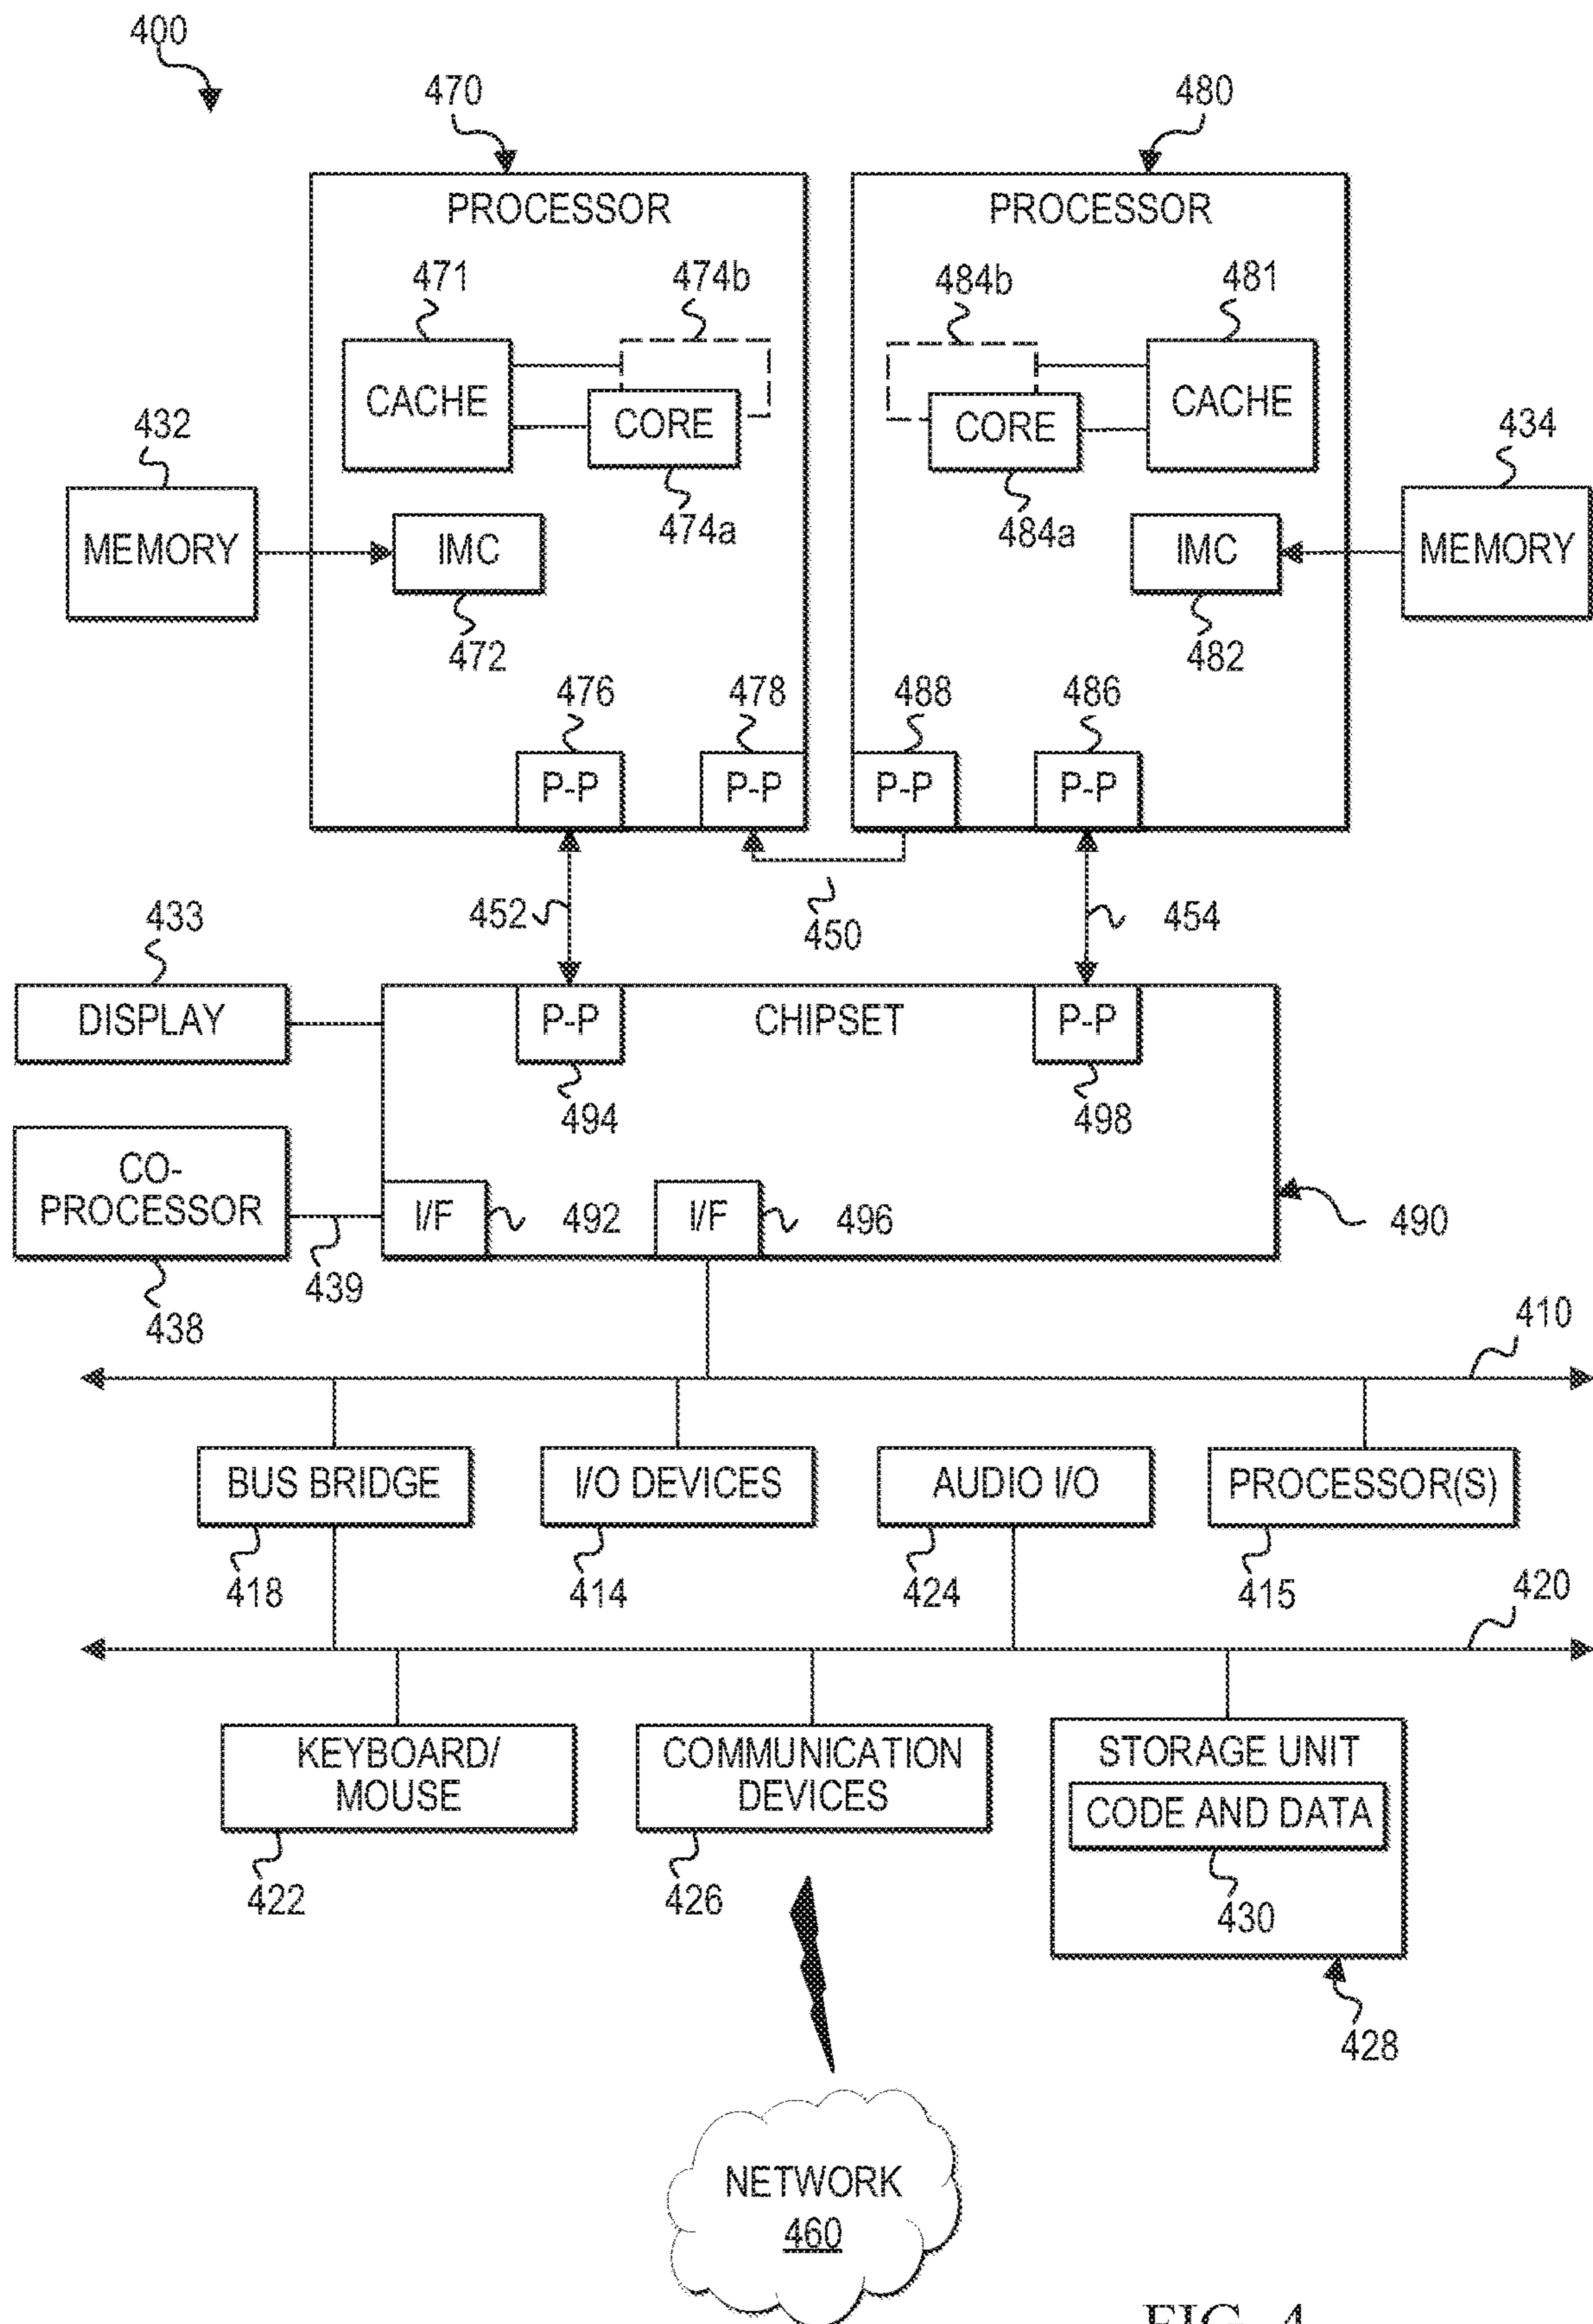 400
470
480
PROCESSOR
PROCESSOR
471
474b
484b
481
CACHE
CORE
CORE
CACHE
432
434
474a
484a
MEMORY
IMC
IMC
MEMORY
472
482
476
478
488
486
P-P
P-P
P-P
P-P
452
450
454
433
DISPLAY
P-P
CHIPSET
P-P
494
498
CO-
PROCESSOR
I/F
492
I/F
496
490
439
438
410
BUS BRIDGE
I/O DEVICES
AUDIO I/O
PROCESSOR(S)
418
414
424
415
420
KEYBOARD/
MOUSE
COMMUNICATION
DEVICES
STORAGE UNIT
CODE AND DATA
422
426
430
428
NETWORK
460
FIG. 4